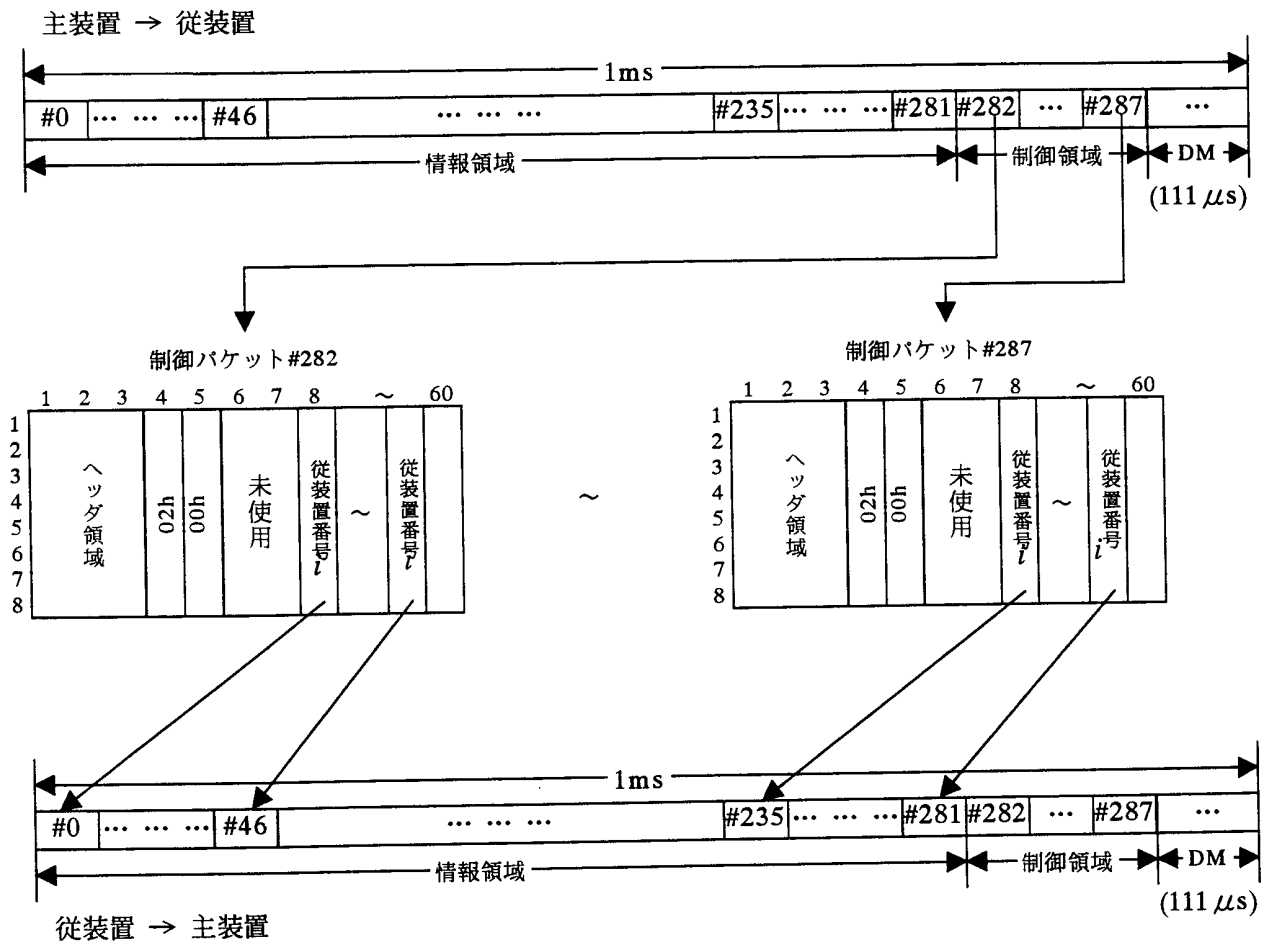 主装置 → 従装置
1ms
#0 ... ... ... #46 ... ... ... #235 ... ... ... #281 #282 ... #287 ...
情報領域 制御領域 DM
(111μs)
制御パケット#282
1 2 3 4 5 6 7 8 ～ 60
1
2
3
4
5
6
7
8
ヘッダ領域
02h
00h
未使用
従装置番号i
～
従装置番号i
～
制御パケット#287
1 2 3 4 5 6 7 8 ～ 60
1
2
3
4
5
6
7
8
ヘッダ領域
02h
00h
未使用
従装置番号i
～
従装置番号i
1ms
#0 ... ... ... #46 ... ... ... #235 ... ... ... #281 #282 ... #287 ...
情報領域 制御領域 DM
(111μs)
従装置 → 主装置